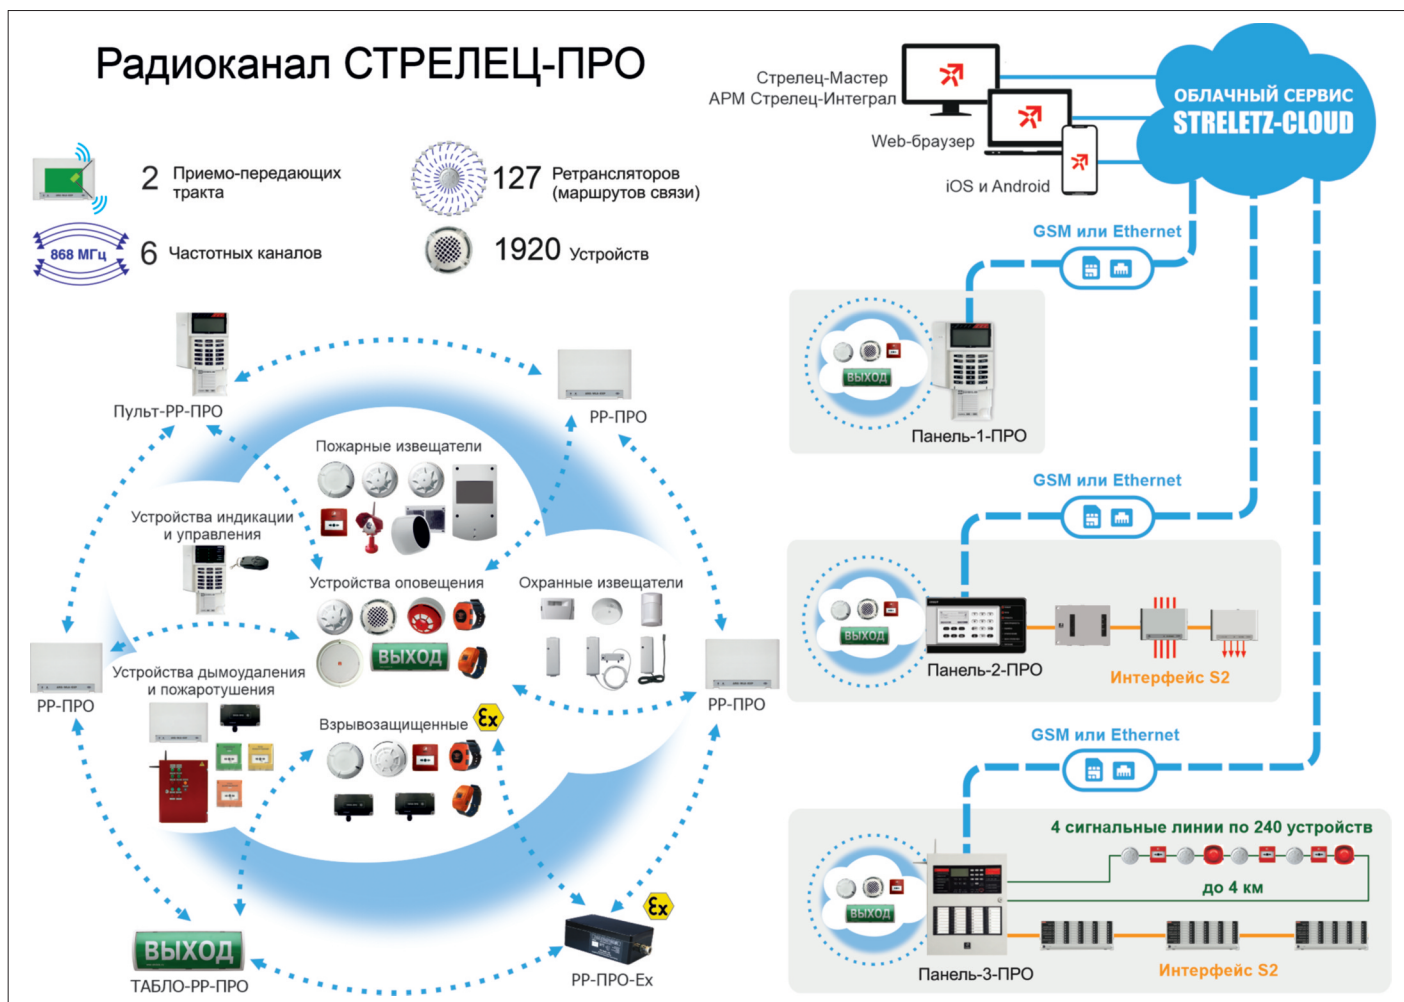 Радиоканал СТРЕЛЕЦ-ПРО
2 Приемо-передающих
тракта
127 Ретрансляторов
(маршрутов связи)
868 МГц
6 Частотных каналов
1920 Устройств
Пульт-РР-ПРО
РР-ПРО
Пожарные извещатели
Устройства индикации
и управления
Устройства оповещения
ВЫХОД
Охранные извещатели
РР-ПРО
Устройства дымоудаления
и пожаротушения
РР-ПРО
Взрывозащищенные
Ex
Ex
ВЫХОД
ТАБЛО-РР-ПРО
РР-ПРО-Ex
Стрелец-Мастер
АРМ Стрелец-Интеграл
Web-браузер
iOS и Android
ОБЛАЧНЫЙ СЕРВИС
STRELETZ-CLOUD
GSM или Ethernet
ВЫХОД
Панель-1-ПРО
GSM или Ethernet
ВЫХОД
Панель-2-ПРО
Интерфейс S2
GSM или Ethernet
4 сигнальные линии по 240 устройств
до 4 км
ВЫХОД
Панель-3-ПРО
Интерфейс S2